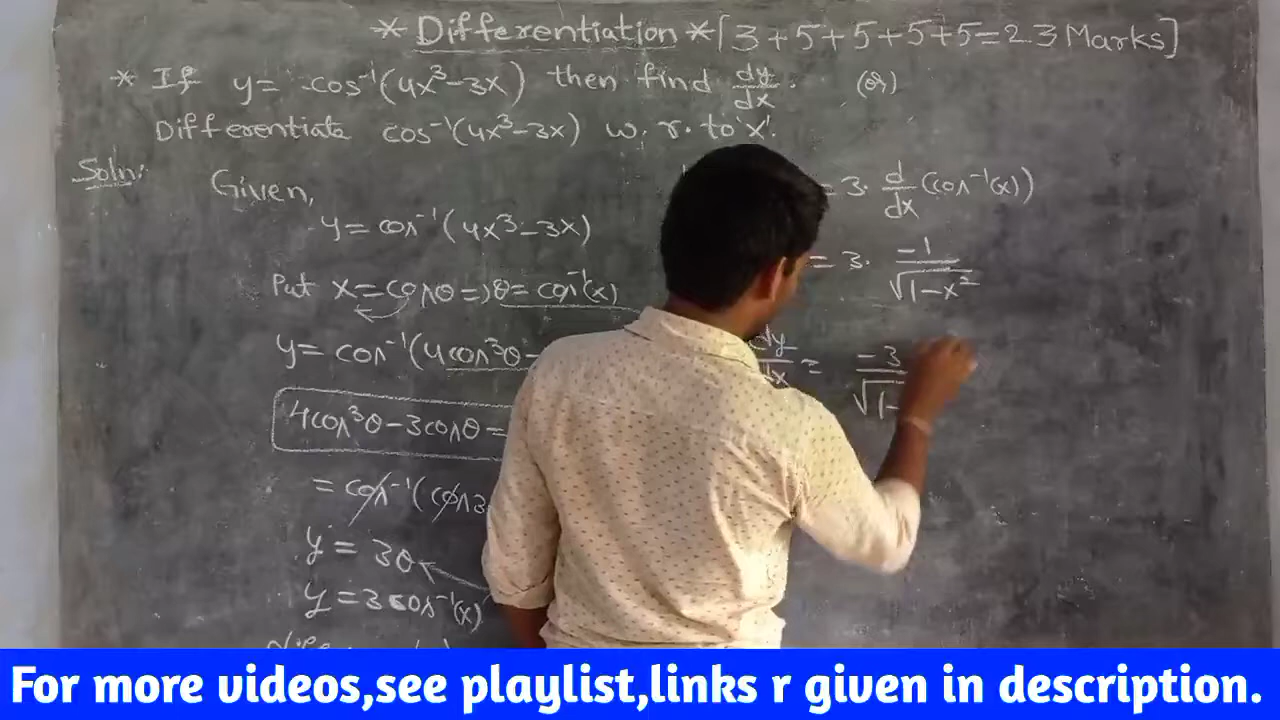 * Differentiation * [3+5+5+5+5=23 Marks]
* If y = cos⁻¹(4x³-3x) then find dy/dx. (or)
Differentiate cos⁻¹(4x³-3x) w.r.to 'x'.
Soln:
Given,
y = cos⁻¹(4x³-3x)
Put x = cosθ => θ = cos⁻¹(x)
y = cos⁻¹(4cos³θ-
4cos³θ-3cosθ =
= cos⁻¹(cos3
y = 3θ
y = 3cos⁻¹(x)
= 3. d/dx (cos⁻¹(x))
= 3. -1/√1-x²
dy/dx = -3/√1-
For more videos,see playlist,links r given in description.